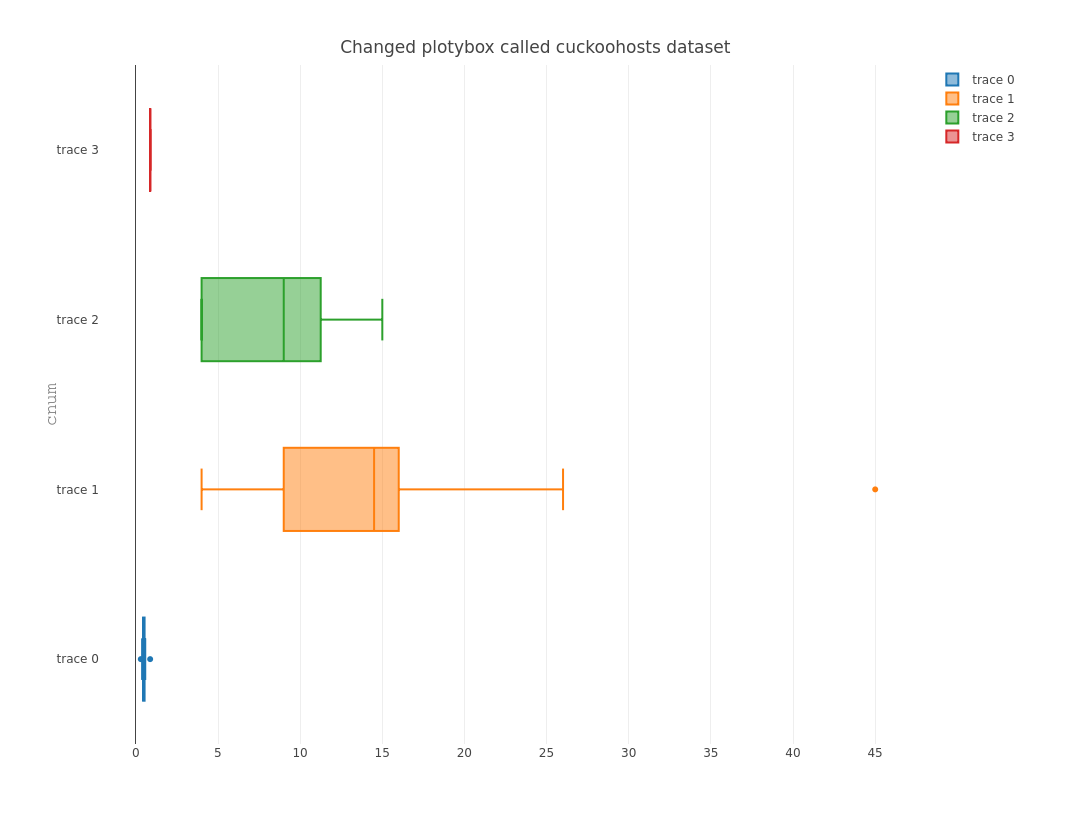 Changed plotybox called cuckoohosts dataset
trace 0
trace 1
trace 2
trace 3
trace 3
trace 2
trace 1
trace 0
cnum
0 5 10 15 20 25 30 35 40 45